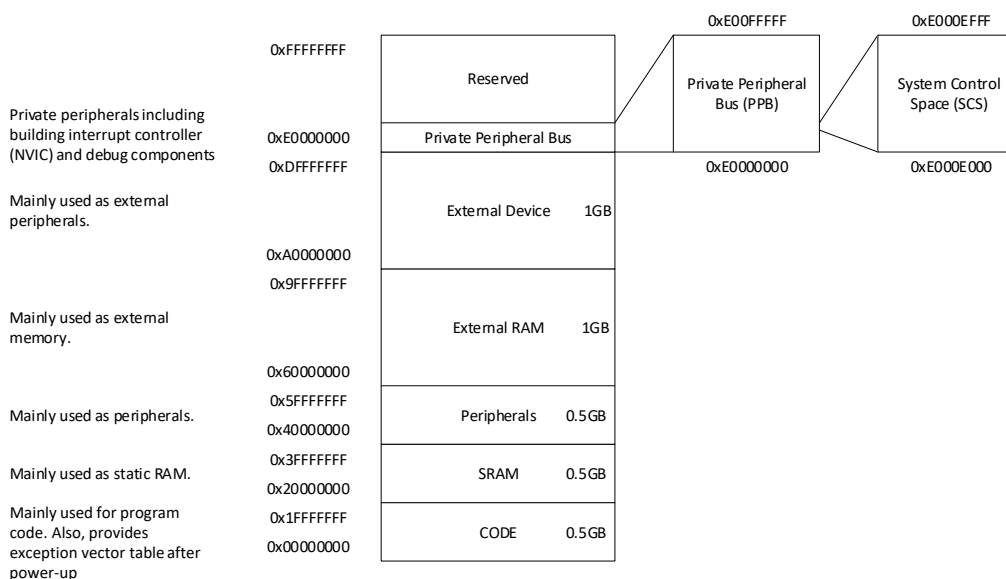 0xE00FFFFF
0xE000EFFF
0xFFFFFFFF
Reserved
Private Peripheral
Bus (PPB)
System Control
Space (SCS)
Private peripherals including
building interrupt controller
(NVIC) and debug components
0xE0000000
Private Peripheral Bus
0xDFFFFFFF
0xE0000000
0xE000E000
Mainly used as external
peripherals.
External Device 1GB
0xA0000000
0x9FFFFFFF
Mainly used as external
memory.
External RAM 1GB
0x60000000
0x5FFFFFFF
Mainly used as peripherals.
Peripherals 0.5GB
0x40000000
0x3FFFFFFF
Mainly used as static RAM.
SRAM 0.5GB
0x20000000
Mainly used for program
code. Also, provides
exception vector table after
power-up
0x1FFFFFFF
CODE 0.5GB
0x00000000